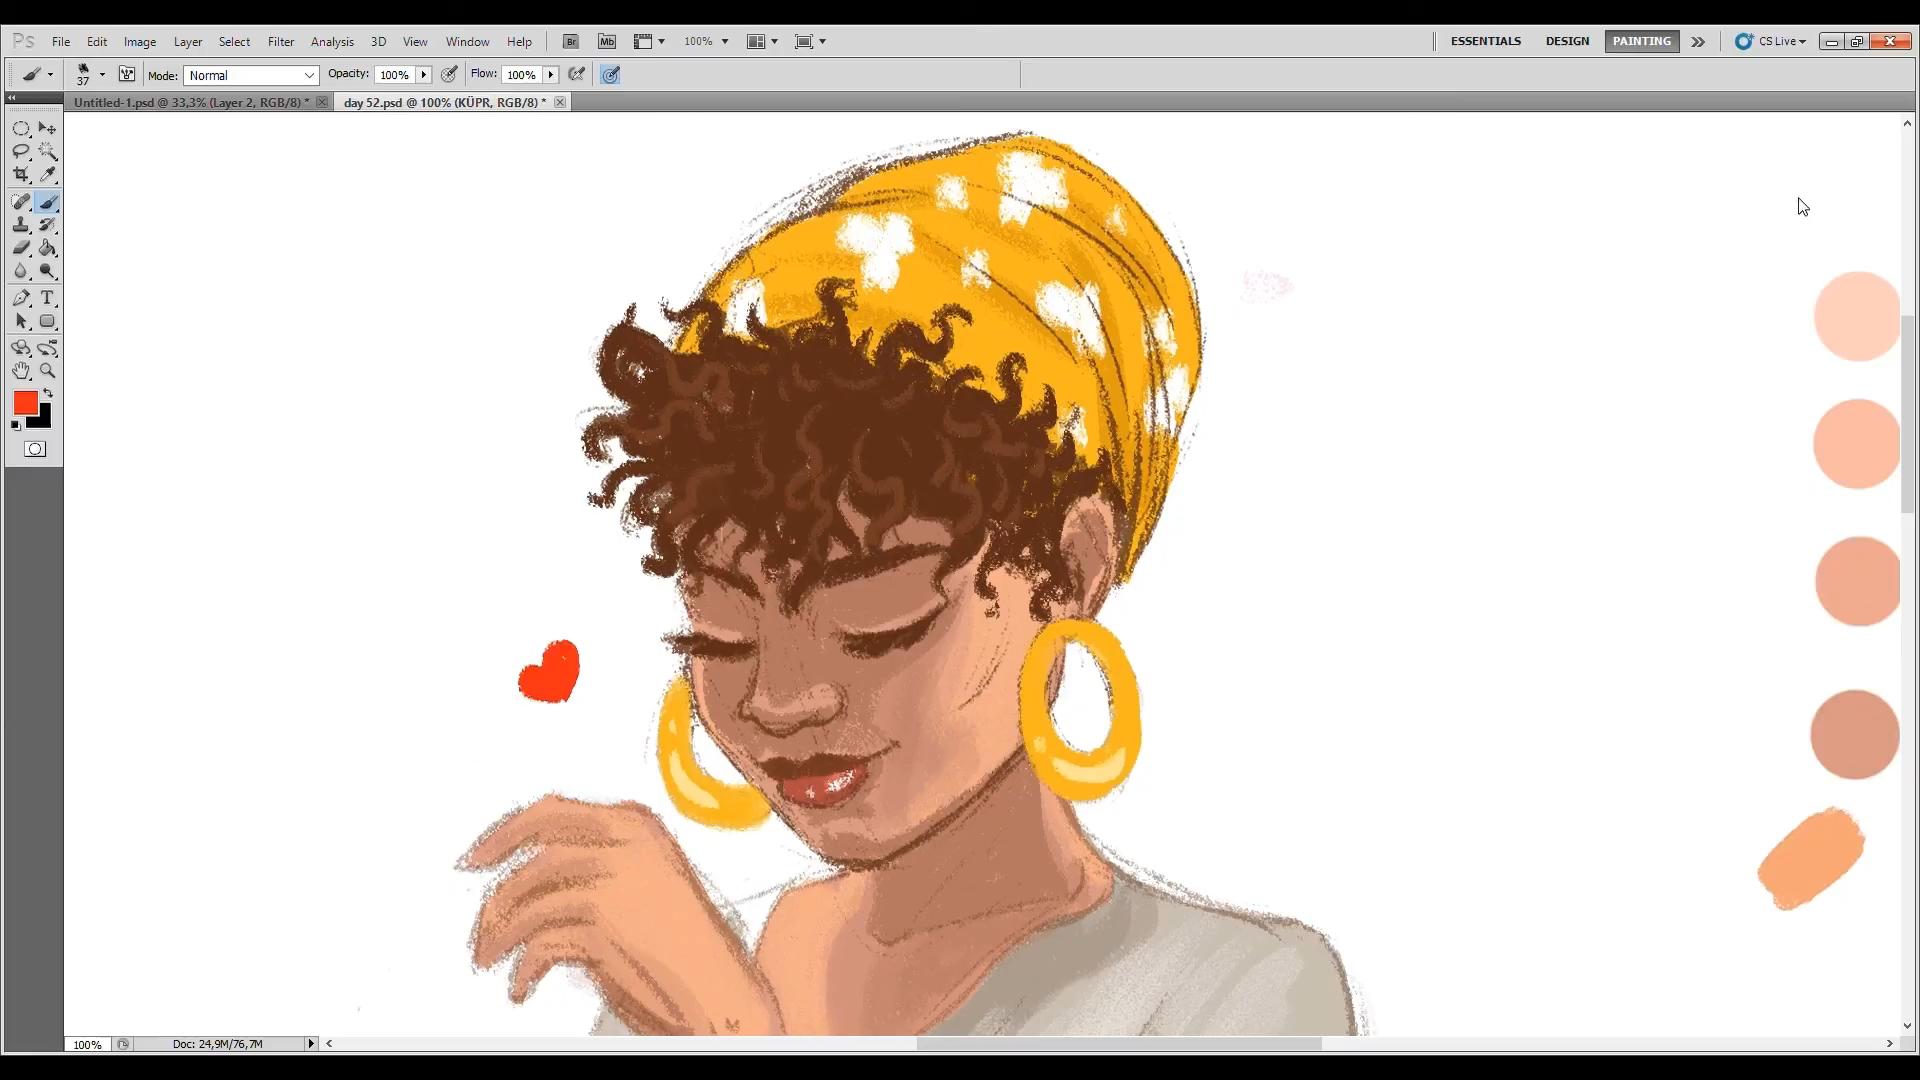 Ps File Edit Image Layer Select Filter Analysis 3D View Window Help Br Mb 100% ESSENTIALS DESIGN PAINTING CS Live
37 Mode: Normal Opacity: 100% Flow: 100%
Untitled-1.psd @ 33,3% (Layer 2, RGB/8) * day 52.psd @ 100% (KÜPR, RGB/8) *
T
100% Doc: 24,9M/76,7M